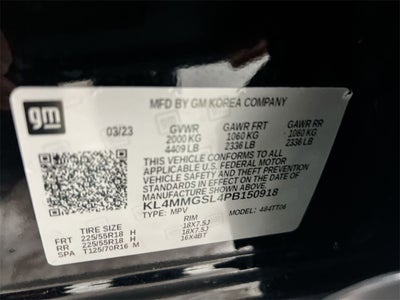 gm
MFD BY GM KOREA COMPANY
03/23 GVWR GAWR FRT GAWR RR
2000 KG 1060 KG 1060 KG
4409 LB 2336 LB 2336 LB
THIS VEHICLE CONFORMS TO ALL
APPLICABLE U.S. FEDERAL MOTOR
VEHICLE SAFETY, BUMPER, AND
THEFT PREVENTION STANDARDS IN
EFFECT ON THE DATE OF
MANUFACTURE SHOWN ABOVE.
KL4MMGSL4PB150918
TYPE: MPV MODEL: 4847T06
TIRE SIZE RIM
FRT 225/55R18 H 18X7.5J
RR 225/55R18 H 18X7.5J
SPA T125/70R16 M 16X4BT